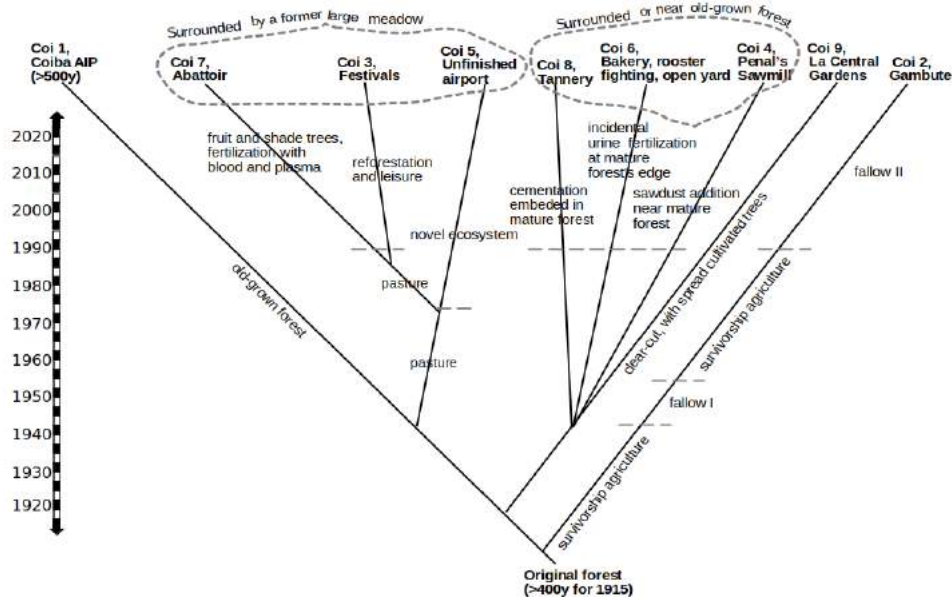 Surrounded by a former large meadow
Surrounded or near old-grown forest
Coi 1,
Coiba AIP
(>500y)
Coi 7,
Abattoir
Coi 3,
Festivals
Coi 5,
Unfinished
airport
Coi 8,
Tannery
Coi 6,
Bakery, rooster
fighting, open yard
Coi 4,
Penal's
Sawmill
Coi 9,
La Central
Gardens
Coi 2,
Gambute
2020
2010
2000
1990
1980
1970
1960
1950
1940
1930
1920
fruit and shade trees,
fertilization with
blood and plasma
reforestation
and leisure
novel ecosystem
cementation
embeded in
mature forest
incidental
urine fertilization
at mature
forest's edge
sawdust addition
near mature
forest
fallow II
old-grown forest
pasture
pasture
clear-cut, with spread cultivated trees
survivorship agriculture
fallow I
survivorship agriculture
Original forest
(>400y for 1915)